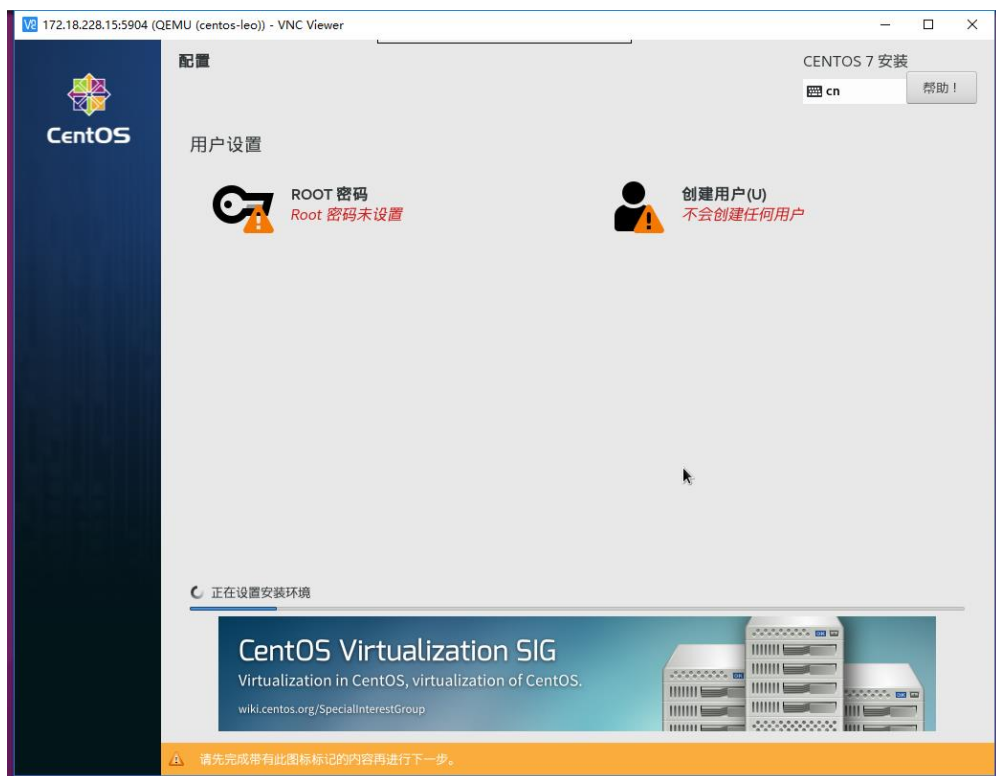 172.18.228.15:5904 (QEMU (centos-leo)) - VNC Viewer
配置
CENTOS 7 安装
cn
帮助！
CentOS
用户设置
ROOT 密码
Root 密码未设置
创建用户(U)
不会创建任何用户
正在设置安装环境
CentOS Virtualization SIG
Virtualization in CentOS, virtualization of CentOS.
wiki.centos.org/SpecialInterestGroup
请先完成带有此图标标记的内容再进行下一步。